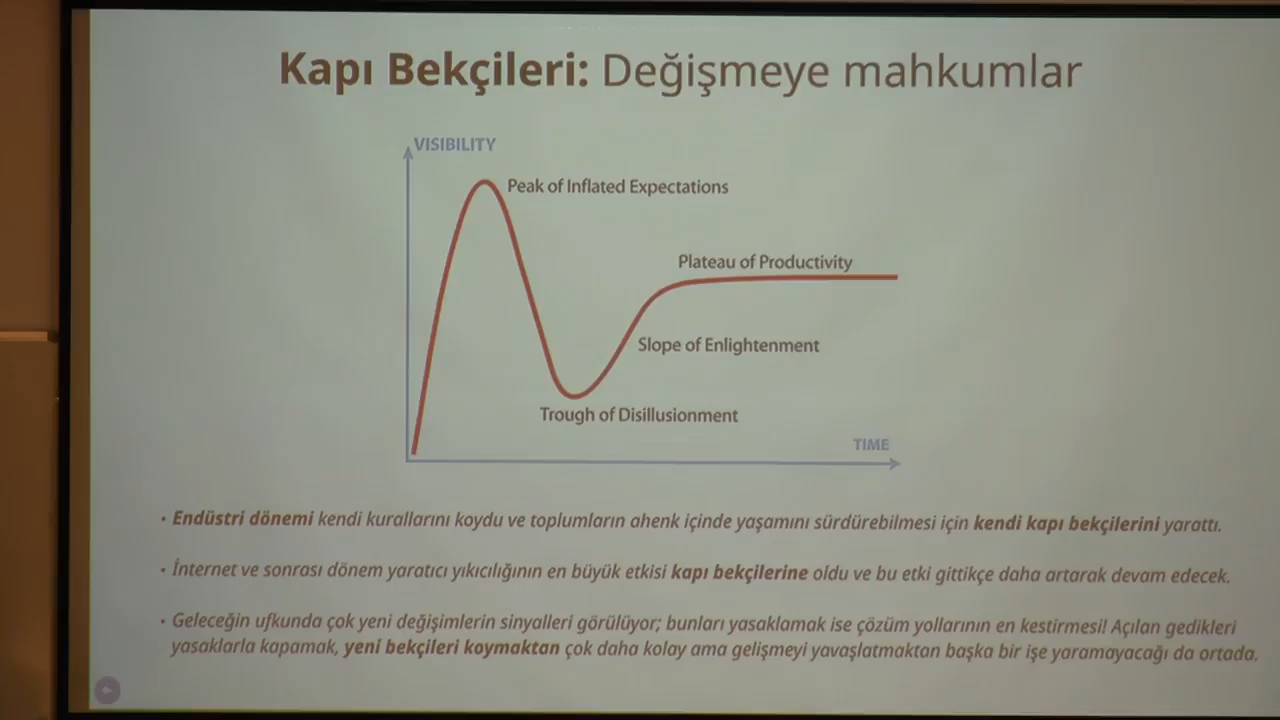 Kapı Bekçileri: Değişmeye mahkumlar
VISIBILITY
Peak of Inflated Expectations
Plateau of Productivity
Slope of Enlightenment
Trough of Disillusionment
TIME
• Endüstri dönemi kendi kurallarını koydu ve toplumların ahenk içinde yaşamını sürdürebilmesi için kendi kapı bekçilerini yarattı.
• İnternet ve sonrası dönem yaratıcı yıkıcılığının en büyük etkisi kapı bekçilerine oldu ve bu etki gittikçe daha artarak devam edecek.
• Geleceğin ufkunda çok yeni değişimlerin sinyalleri görülüyor; bunları yasaklamak ise çözüm yollarının en kestirmesi! Açılan gedikleri
yasaklarla kapamak, yeni bekçileri koymaktan çok daha kolay ama gelişmeyi yavaşlatmaktan başka bir işe yaramayacağı da ortada.